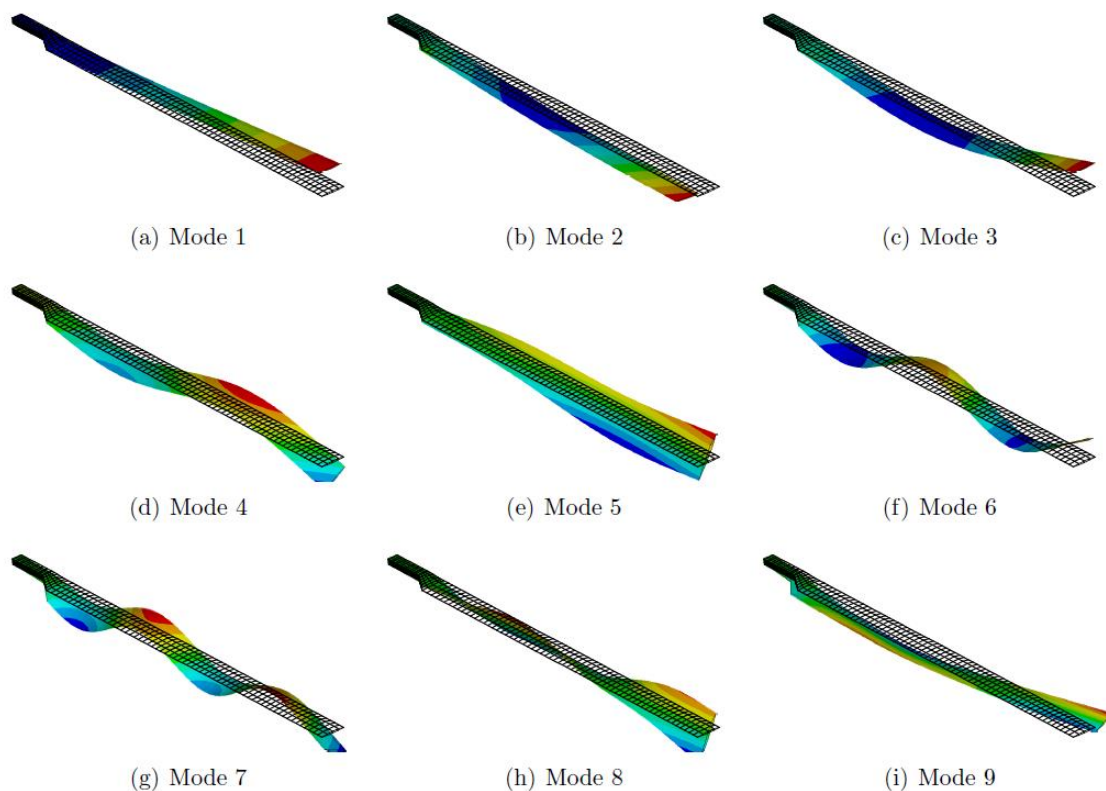 (a) Mode 1
(b) Mode 2
(c) Mode 3
(d) Mode 4
(e) Mode 5
(f) Mode 6
(g) Mode 7
(h) Mode 8
(i) Mode 9